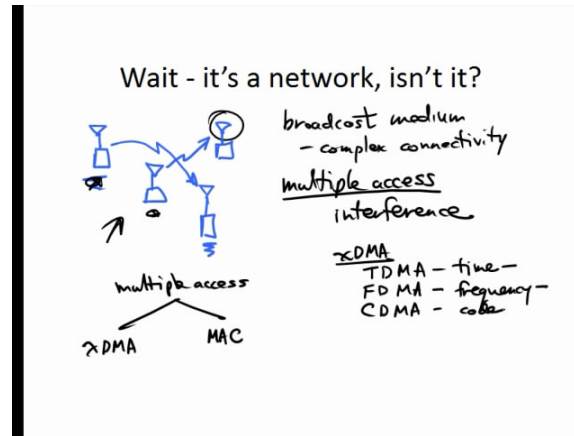 Wait - it's a network, isn't it?
broadcast medium
- complex connectivity
multiple access
interference
xDMA
TDMA - time -
FDMA - frequency -
CDMA - code
multiple access
xDMA MAC